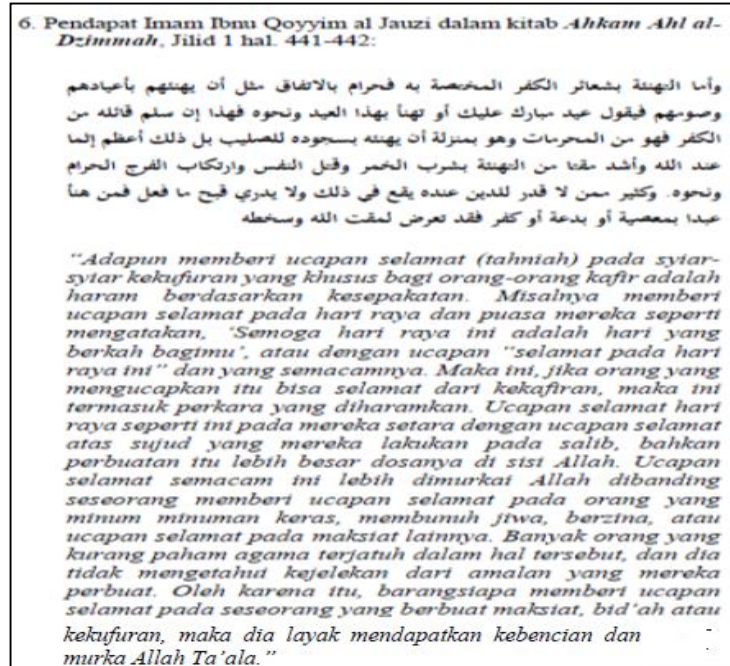 6. Pendapat Imam Ibnu Qoyyim al Jauzi dalam kitab Ahkam Ahl al-
Dzimmah, Jilid 1 hal. 441-442:
وأما التهنئة بشعائر الكفر المختصة به فحرام بالاتفاق مثل أن يهنئهم بأعيادهم
وصومهم فيقول عيد مبارك عليك أو تهنأ بهذا العيد ونحوه فهذا إن سلم قائله من
الكفر فهو من المحرمات وهو بمنزلة أن يهنئه بسجوده للصليب بل ذلك أعظم إثما
عند الله وأشد مقتا من التهنئة بشرب الخمر وقتل النفس وارتكاب الفرج الحرام
ونحوه. وكثير ممن لا قدر للدين عنده يقع في ذلك ولا يدري قبح ما فعل فمن هنأ
عبدا بمعصية أو بدعة أو كفر فقد تعرض لمقت الله وسخطه
"Adapun memberi ucapan selamat (tahniah) pada syiar-
syiar kekufuran yang khusus bagi orang-orang kafir adalah
haram berdasarkan kesepakatan. Misalnya memberi
ucapan selamat pada hari raya dan puasa mereka seperti
mengatakan, 'Semoga hari raya ini adalah hari yang
berkah bagimu', atau dengan ucapan "selamat pada hari
raya ini" dan yang semacamnya. Maka ini, jika orang yang
mengucapkan itu bisa selamat dari kekafiran, maka ini
termasuk perkara yang diharamkan. Ucapan selamat hari
raya seperti ini pada mereka setara dengan ucapan selamat
atas sujud yang mereka lakukan pada salib, bahkan
perbuatan itu lebih besar dosanya di sisi Allah. Ucapan
selamat semacam ini lebih dimurkai Allah dibanding
seseorang memberi ucapan selamat pada orang yang
minum minuman keras, membunuh jiwa, berzina, atau
ucapan selamat pada maksiat lainnya. Banyak orang yang
kurang paham agama terjatuh dalam hal tersebut, dan dia
tidak mengetahui kejelekan dari amalan yang mereka
perbuat. Oleh karena itu, barangsiapa memberi ucapan
selamat pada seseorang yang berbuat maksiat, bid'ah atau
kekufuran, maka dia layak mendapatkan kebencian dan
murka Allah Ta'ala."